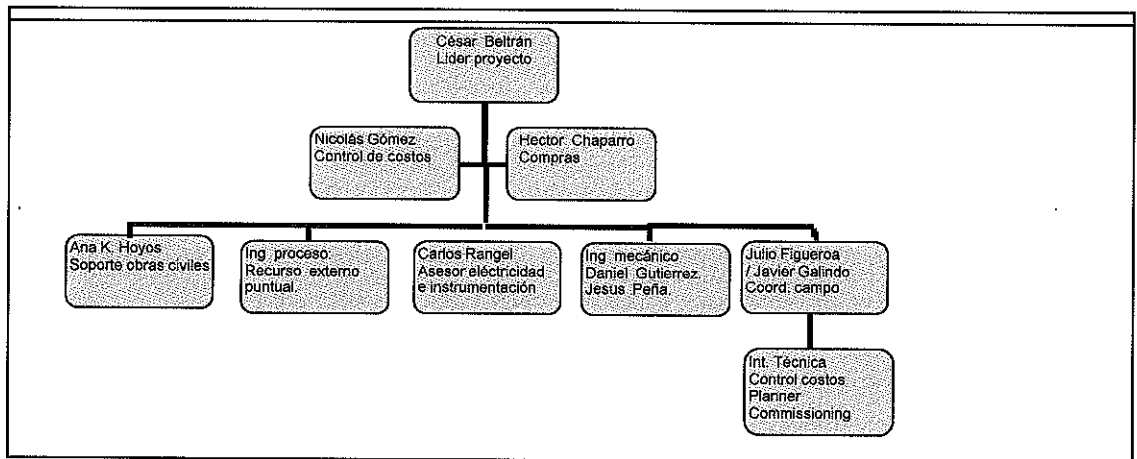 César Beltrán
Líder proyecto
Nicolás Gómez
Control de costos
Hector Chaparro
Compras
Ana K. Hoyos
Soporte obras civiles
Ing proceso.
Recurso externo
puntual.
Carlos Rangel
Asesor eléctricidad
e instrumentación
Ing mecánico
Daniel Gutierrez.
Jesus Peña.
Julio Figueroa
/ Javier Galindo
Coord. campo
Int. Técnica
Control costos
Planner
Commissioning